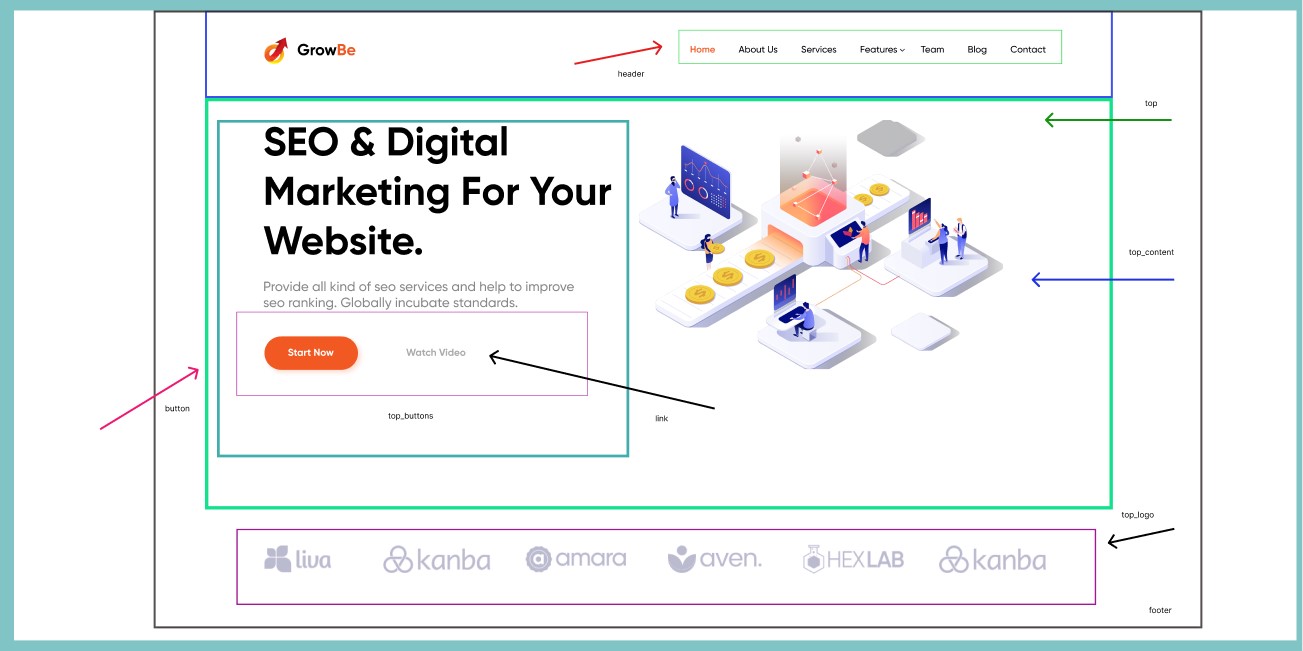 GrowBe
Home About Us Services Features Team Blog Contact
header
top
SEO & Digital
Marketing For Your
Website.
top_content
Provide all kind of seo services and help to improve
seo ranking. Globally incubate standards.
Start Now Watch Video
button
top_buttons
link
top_logo
liva kanba amara aven. HEXLAB kanba
footer